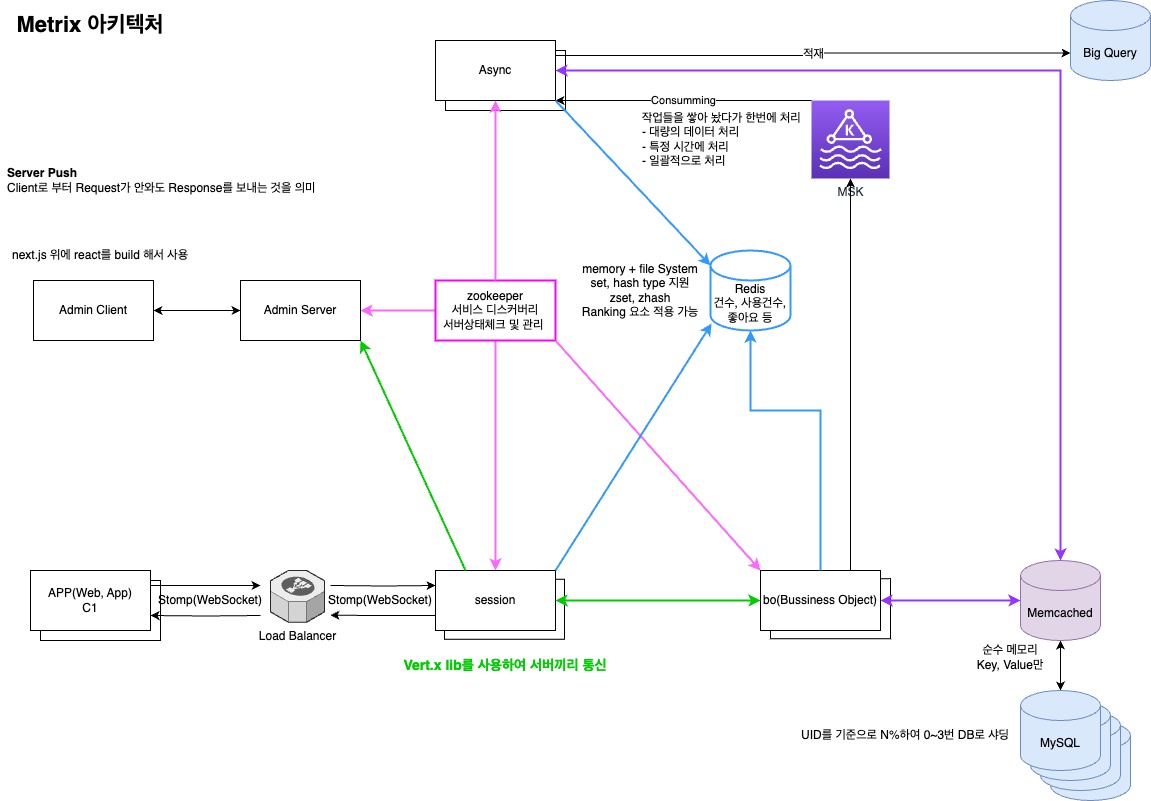 Metrix 아키텍처
Async
적재
Big Query
Consumming
작업들을 쌓아 놨다가 한번에 처리
- 대량의 데이터 처리
- 특정 시간에 처리
- 일괄적으로 처리
K
MSK
Server Push
Client로 부터 Request가 안와도 Response를 보내는 것을 의미
next.js 위에 react를 build 해서 사용
Admin Client
Admin Server
zookeeper
서비스 디스커버리
서버상태체크 및 관리
memory + file System
set, hash type 지원
zset, zhash
Ranking 요소 적용 가능
Redis
건수, 사용건수,
좋아요 등
APP(Web, App)
C1
Stomp(WebSocket)
Load Balancer
Stomp(WebSocket)
session
bo(Bussiness Object)
Memcached
Vert.x lib를 사용하여 서버끼리 통신
순수 메모리
Key, Value만
UID를 기준으로 N%하여 0~3번 DB로 샤딩
MySQL